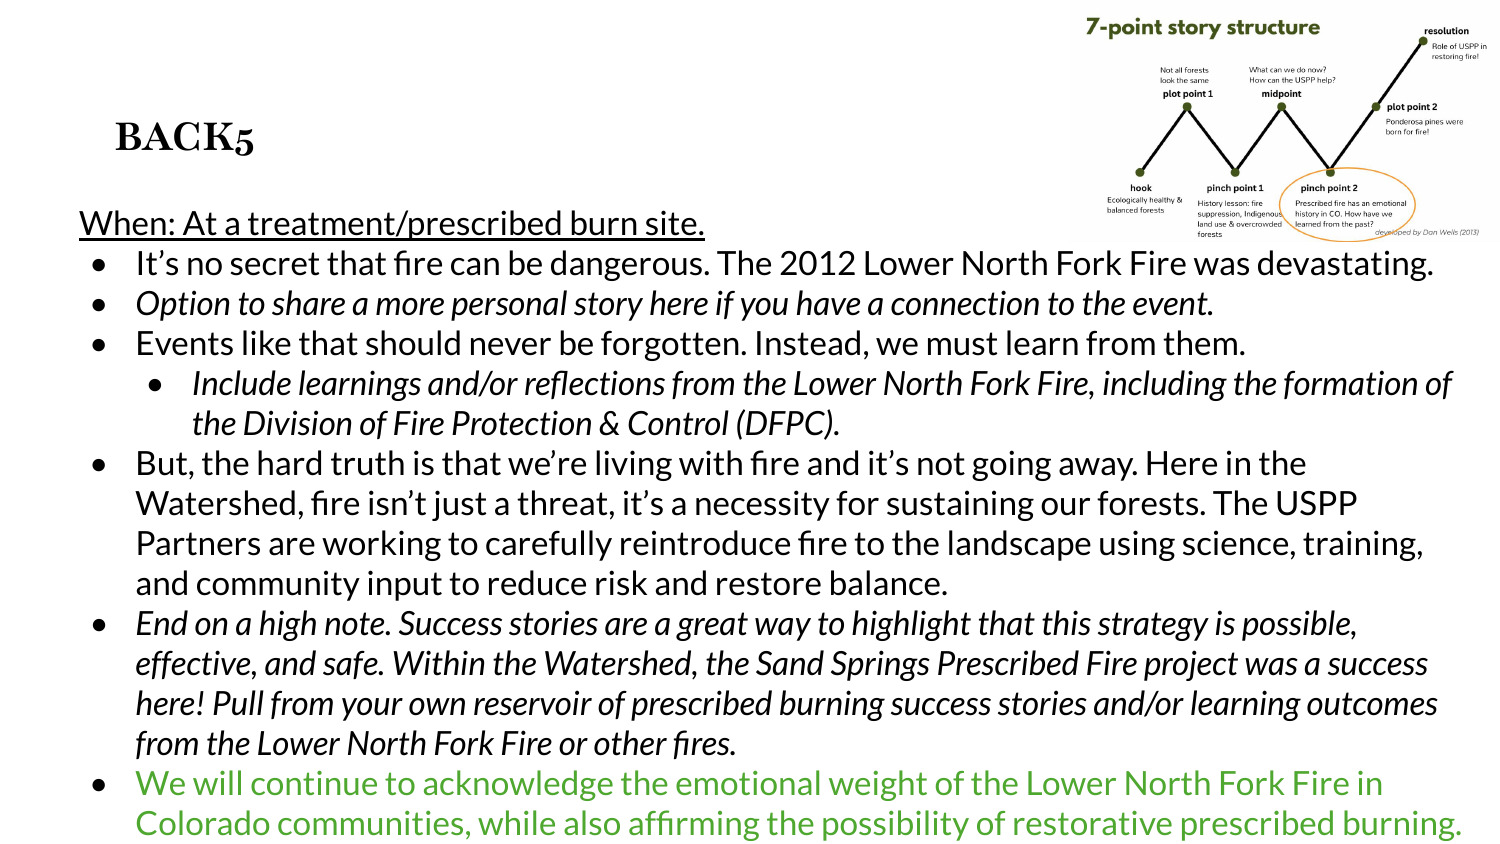 7-point story structure
resolution
Role of USPP in
restoring fire!
Not all forests
look the same
plot point 1
What can we do now?
How can the USPP help?
midpoint
plot point 2
Ponderosa pines were
born for fire!
hook
Ecologically healthy &
balanced forests
pinch point 1
History lesson: fire
suppression, Indigenous
land use & overcrowded
forests
pinch point 2
Prescribed fire has an emotional
history in CO. How have we
learned from the past?
developed by Dan Wells (2013)
BACK5
When: At a treatment/prescribed burn site.
● It’s no secret that fire can be dangerous. The 2012 Lower North Fork Fire was devastating.
● Option to share a more personal story here if you have a connection to the event.
● Events like that should never be forgotten. Instead, we must learn from them.
● Include learnings and/or reflections from the Lower North Fork Fire, including the formation of
the Division of Fire Protection & Control (DFPC).
● But, the hard truth is that we’re living with fire and it’s not going away. Here in the
Watershed, fire isn’t just a threat, it’s a necessity for sustaining our forests. The USPP
Partners are working to carefully reintroduce fire to the landscape using science, training,
and community input to reduce risk and restore balance.
● End on a high note. Success stories are a great way to highlight that this strategy is possible,
effective, and safe. Within the Watershed, the Sand Springs Prescribed Fire project was a success
here! Pull from your own reservoir of prescribed burning success stories and/or learning outcomes
from the Lower North Fork Fire or other fires.
● We will continue to acknowledge the emotional weight of the Lower North Fork Fire in
Colorado communities, while also affirming the possibility of restorative prescribed burning.